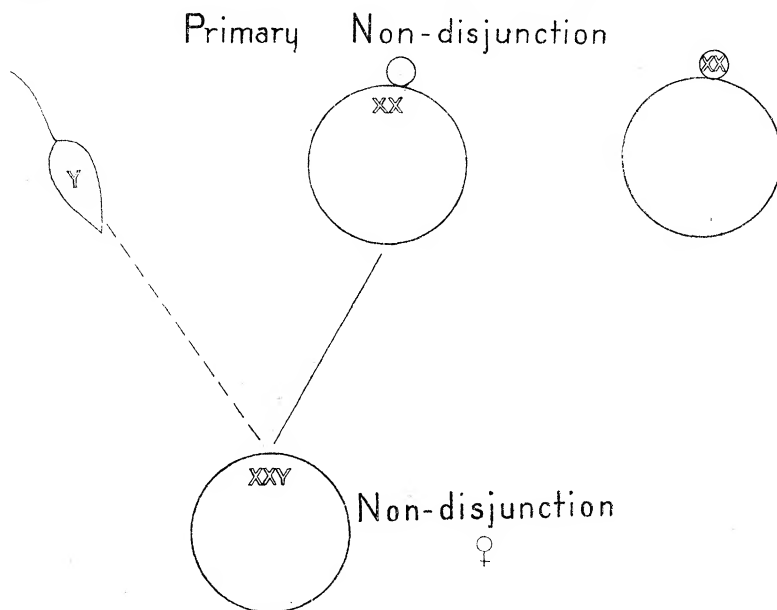 Primary Non-disjunction
XX
XX
Y
XXY
Non-disjunction
♀